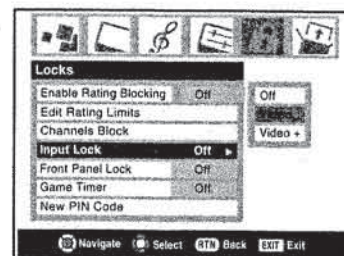 Locks
Enable Rating Blocking Off
Edit Rating Limits
Channels Block
Input Lock Off
Front Panel Lock Off
Game Timer Off
New PIN Code
Off
Video +
Navigate Select RTN Back EXIT Exit